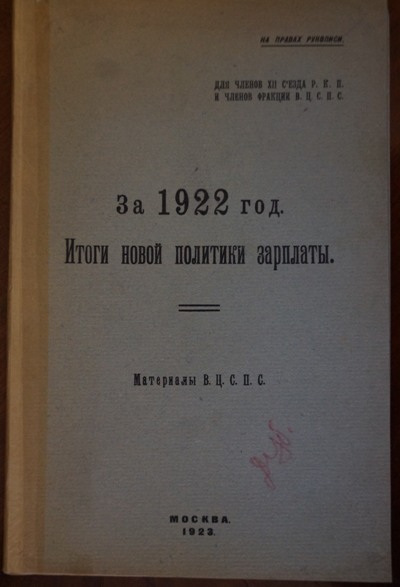 НА ПРАВАХ РУКОПИСИ.
ДЛЯ ЧЛЕНОВ XII С'ЕЗДА Р. К. П.
И ЧЛЕНОВ ФРАКЦИИ В. Ц. С. П. С.
За 1922 год.
Итоги новой политики зарплаты.
Материалы В. Ц. С. П. С.
МОСКВА.
1923.